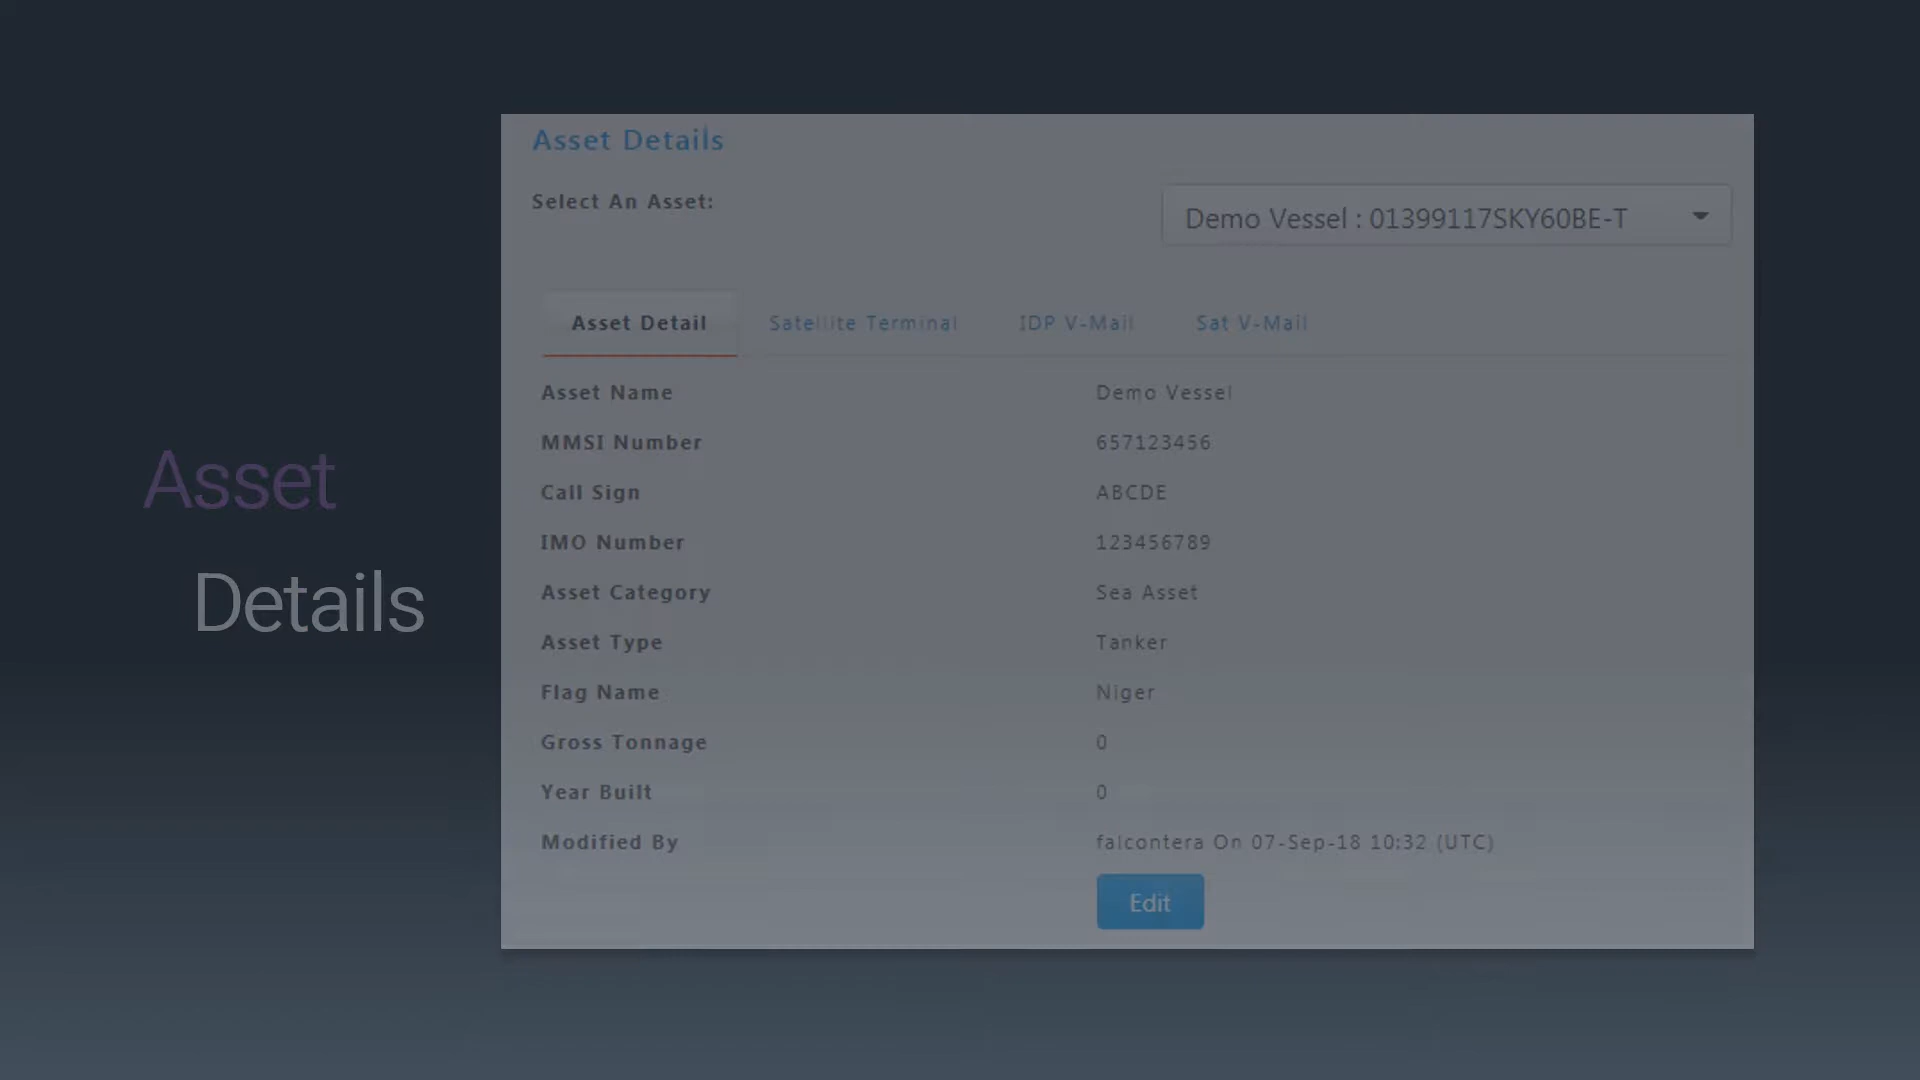 Asset
Details
Asset Details
Select An Asset:
Demo Vessel : 01399117SKY60BE-T
Asset Detail Satellite Terminal IDP V-Mail Sat V-Mail
Asset Name Demo Vessel
MMSI Number 657123456
Call Sign ABCDE
IMO Number 123456789
Asset Category Sea Asset
Asset Type Tanker
Flag Name Niger
Gross Tonnage 0
Year Built 0
Modified By falcontera On 07-Sep-18 10:32 (UTC)
Edit